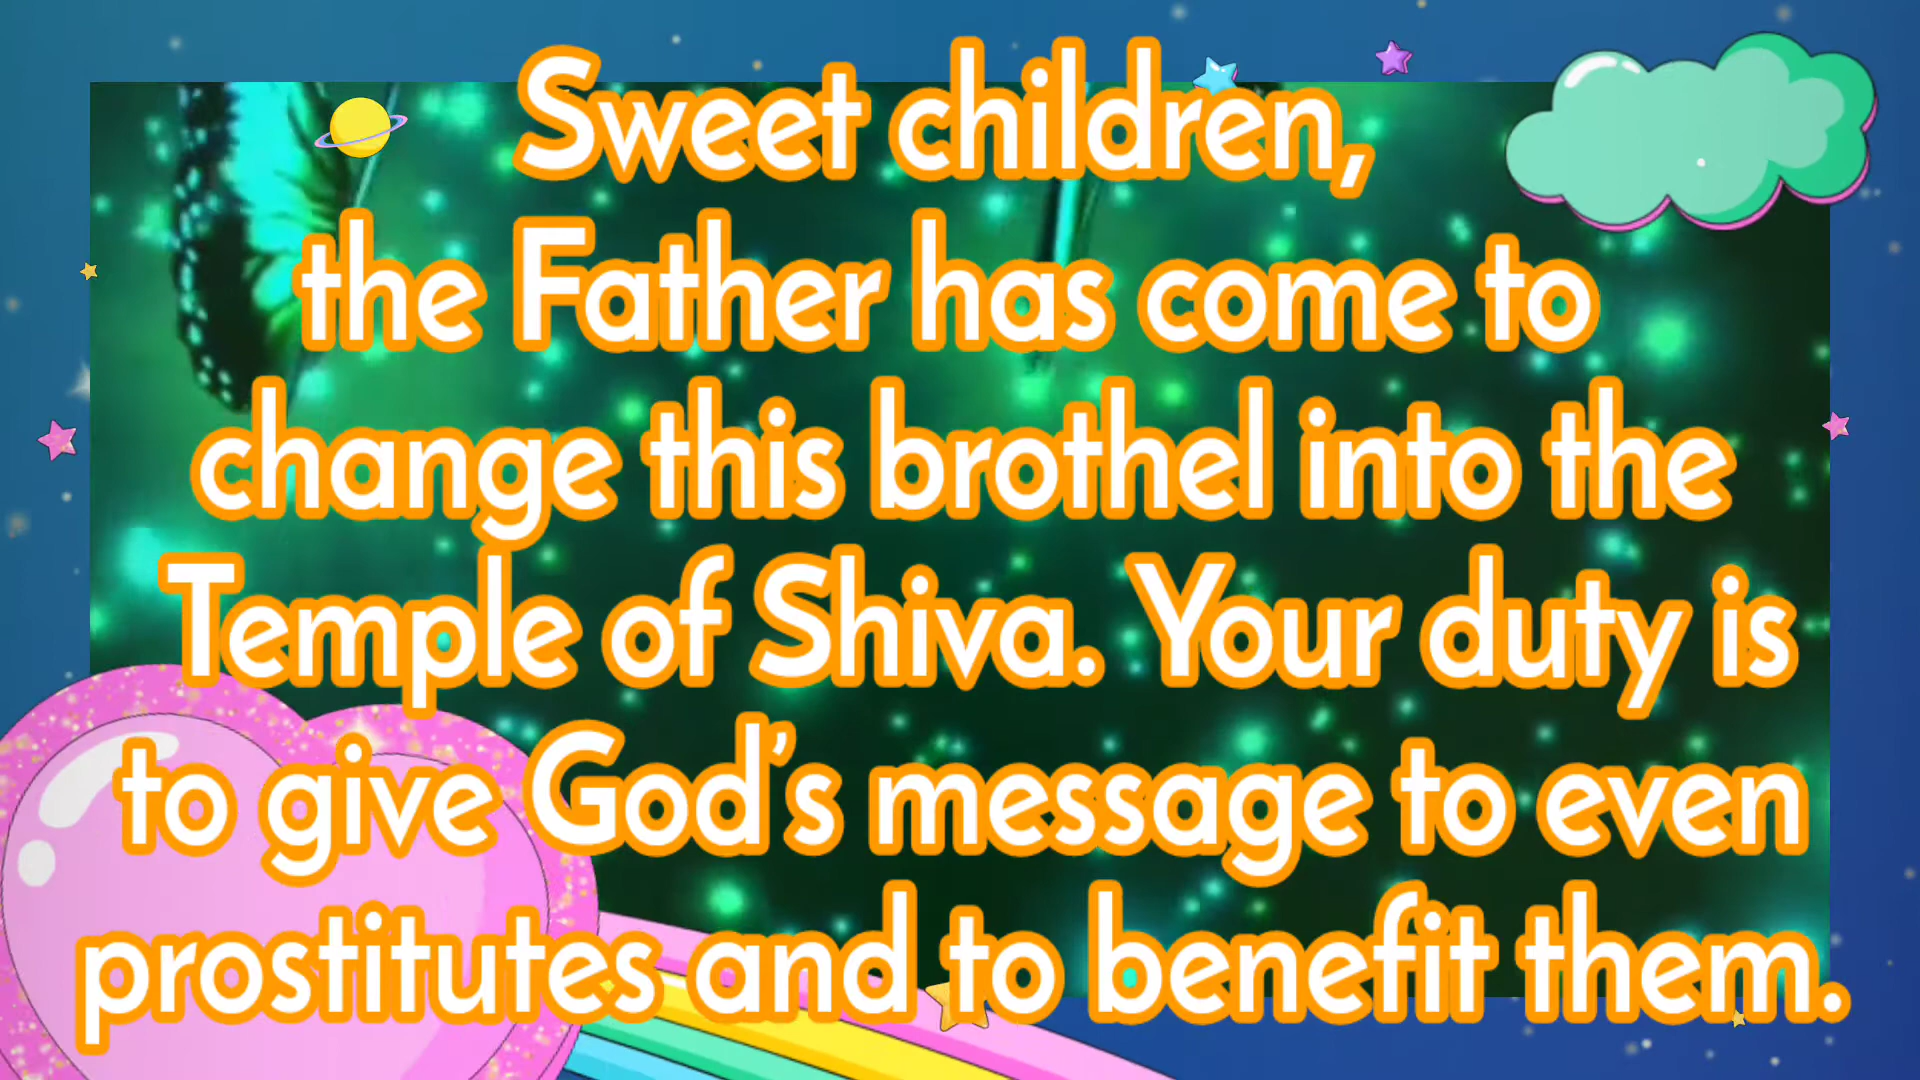 Sweet children,
the Father has come to
change this brothel into the
Temple of Shiva. Your duty is
to give God’s message to even
prostitutes and to benefit them.